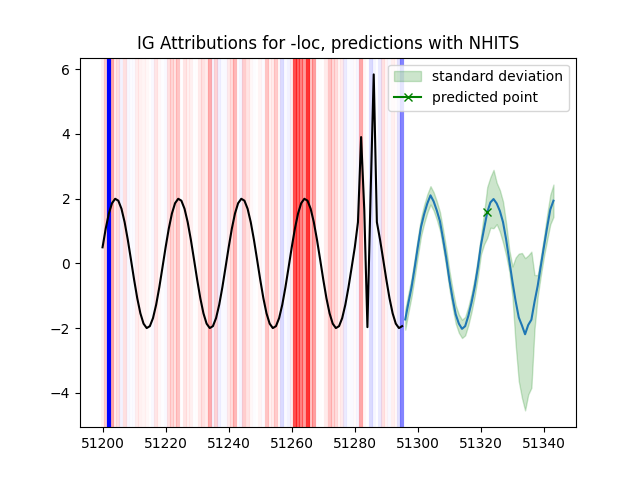 IG Attributions for -loc, predictions with NHITS
standard deviation
predicted point
6
4
2
0
−2
−4
51200 51220 51240 51260 51280 51300 51320 51340